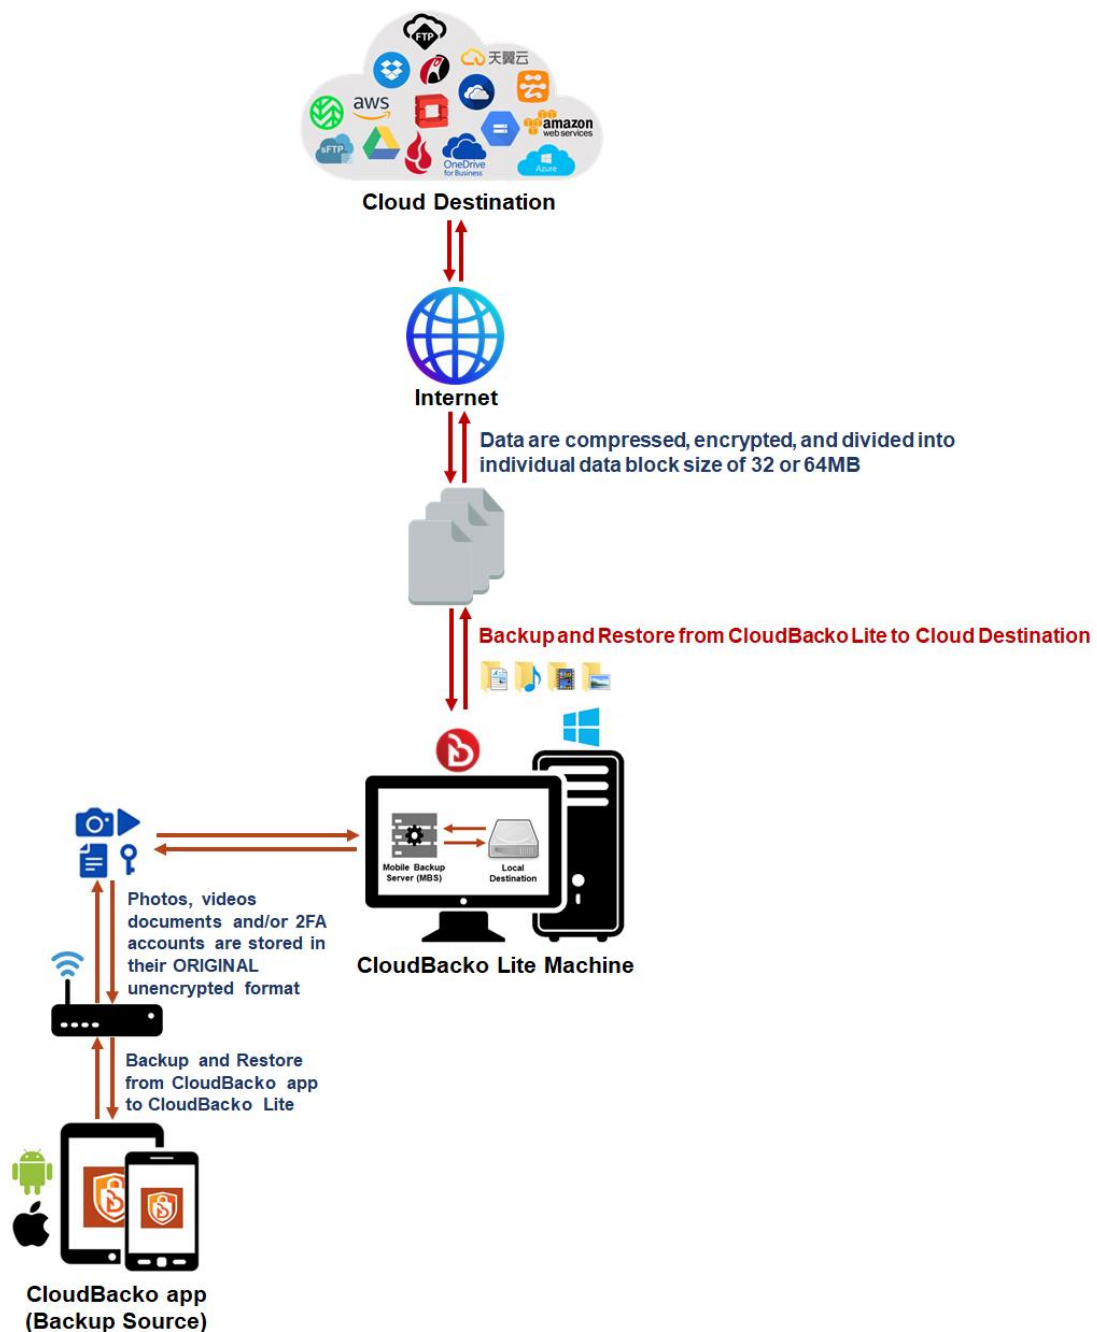 FTP
天翼云
aws
amazon
web services
sFTP
OneDrive
for Business
Azure
Cloud Destination
Internet
Data are compressed, encrypted, and divided into
individual data block size of 32 or 64MB
Backup and Restore from CloudBacko Lite to Cloud Destination
Mobile Backup
Server (MBS)
Local
Destination
CloudBacko Lite Machine
Photos, videos
documents and/or 2FA
accounts are stored in
their ORIGINAL
unencrypted format
Backup and Restore
from CloudBacko app
to CloudBacko Lite
CloudBacko app
(Backup Source)